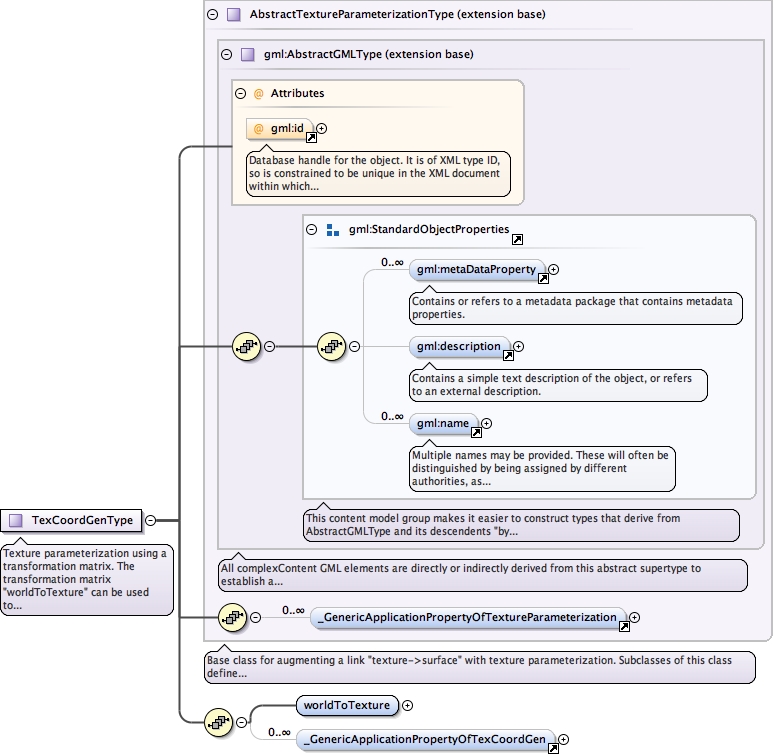 AbstractTextureParameterizationType (extension base)
gml:AbstractGMLType (extension base)
@ Attributes
@ gml:id
Database handle for the object. It is of XML type ID,
so is constrained to be unique in the XML document
within which...
gml:StandardObjectProperties
0..∞
gml:metaDataProperty
Contains or refers to a metadata package that contains metadata
properties.
gml:description
Contains a simple text description of the object, or refers
to an external description.
0..∞
gml:name
Multiple names may be provided. These will often be
distinguished by being assigned by different
authorities, as...
This content model group makes it easier to construct types that derive from
AbstractGMLType and its descendents "by...
TexCoordGenType
Texture parameterization using a
transformation matrix. The
transformation matrix
"worldToTexture" can be used
to...
All complexContent GML elements are directly or indirectly derived from this abstract supertype to
establish a...
0..∞
_GenericApplicationPropertyOfTextureParameterization
Base class for augmenting a link "texture->surface" with texture parameterization. Subclasses of this class
define...
worldToTexture
0..∞
_GenericApplicationPropertyOfTexCoordGen